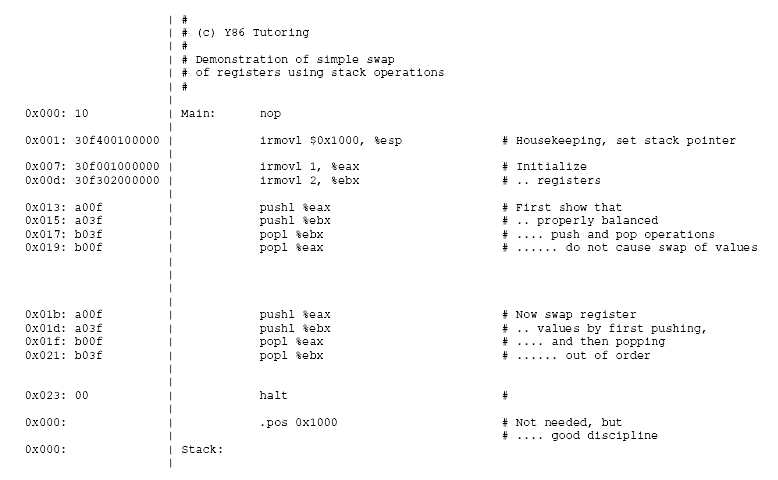 | #
| # (c) Y86 Tutoring
| #
| # Demonstration of simple swap
| # of registers using stack operations
| #
|
0x000: 10 | Main: nop
|
0x001: 30f400100000 | irmovl $0x1000, %esp # Housekeeping, set stack pointer
|
0x007: 30f001000000 | irmovl 1, %eax # Initialize
0x00d: 30f302000000 | irmovl 2, %ebx # .. registers
|
0x013: a00f | pushl %eax # First show that
0x015: a03f | pushl %ebx # .. properly balanced
0x017: b03f | popl %ebx # .... push and pop operations
0x019: b00f | popl %eax # ...... do not cause swap of values
|
|
|
|
0x01b: a00f | pushl %eax # Now swap register
0x01d: a03f | pushl %ebx # .. values by first pushing,
0x01f: b00f | popl %eax # .... and then popping
0x021: b03f | popl %ebx # ...... out of order
|
|
0x023: 00 | halt #
|
0x000: | .pos 0x1000 # Not needed, but
| # .... good discipline
0x000: | Stack:
|